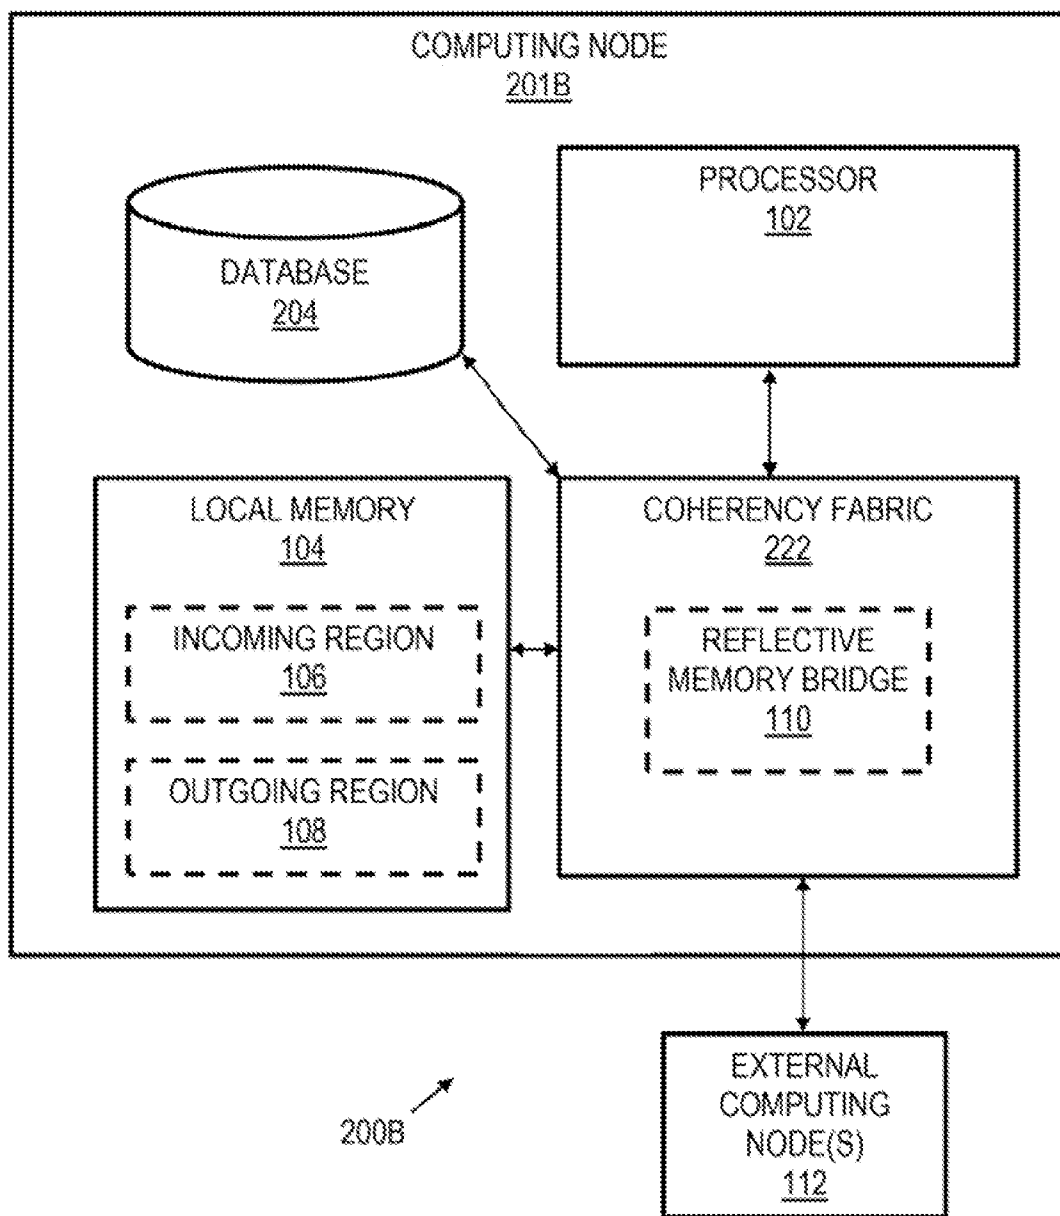 COMPUTING NODE
201B
DATABASE
204
PROCESSOR
102
LOCAL MEMORY
104
INCOMING REGION
106
OUTGOING REGION
108
COHERENCY FABRIC
222
REFLECTIVE
MEMORY BRIDGE
110
200B
EXTERNAL
COMPUTING
NODE(S)
112